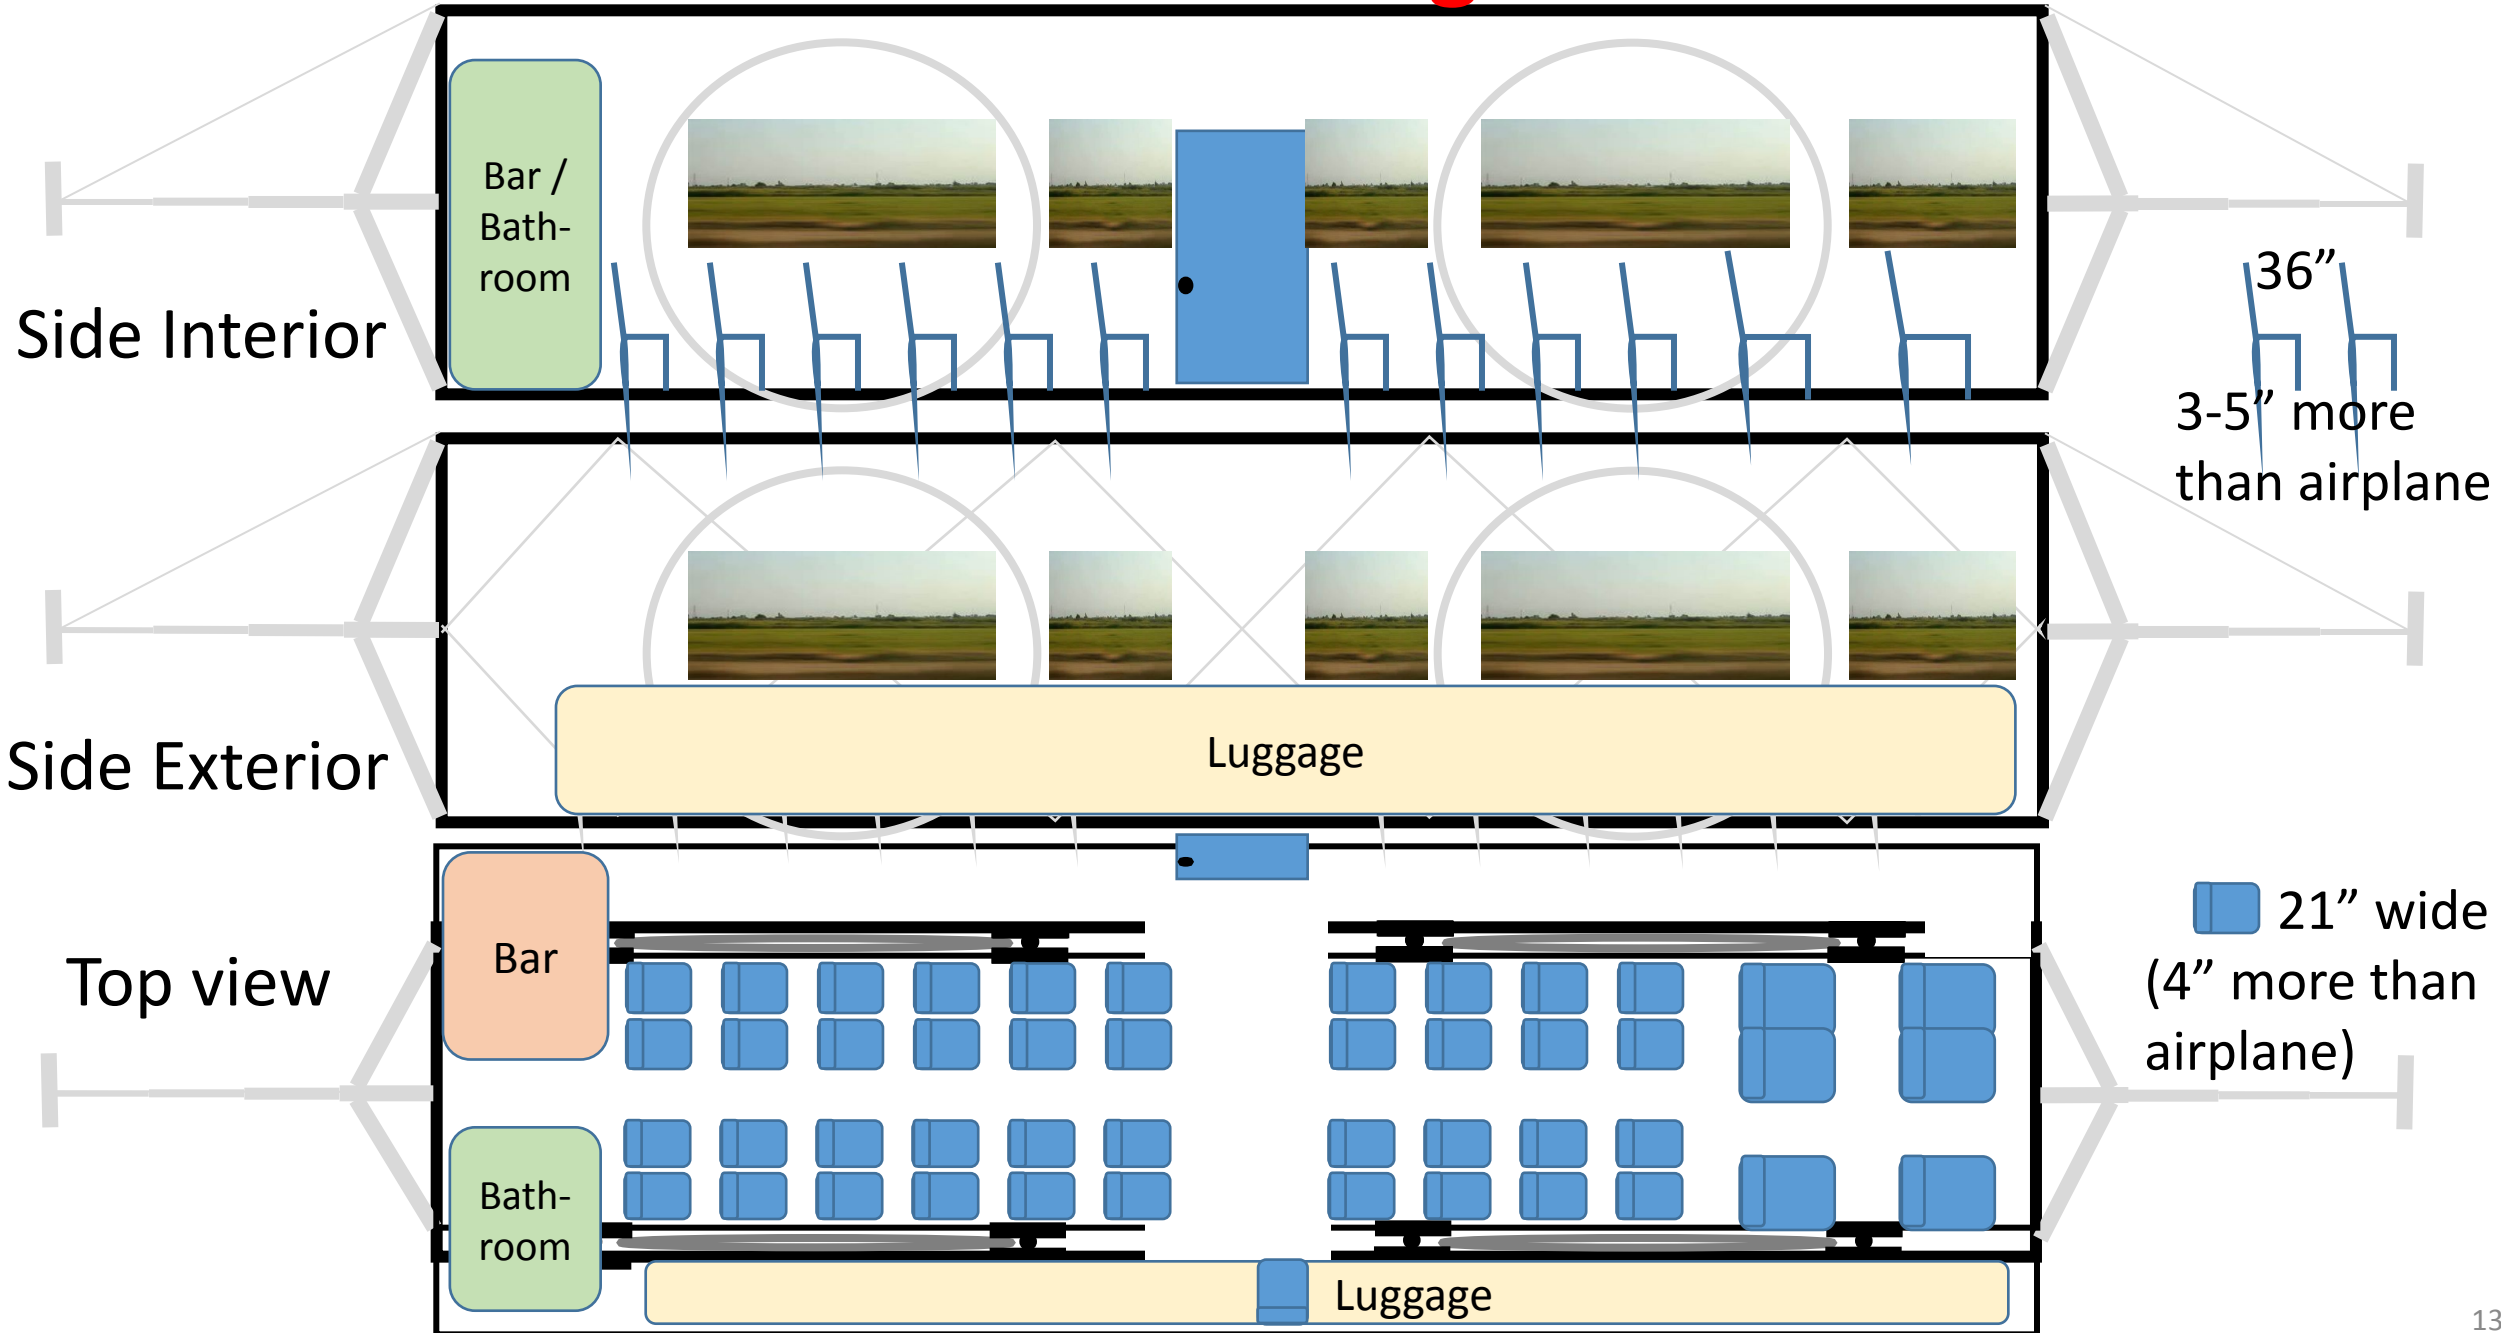 Bar /
Bath-
room
Side Interior
36”
3-5” more
than airplane
Side Exterior
Luggage
Top view
Bar
21” wide
(4” more than
airplane)
Bath-
room
Luggage
13